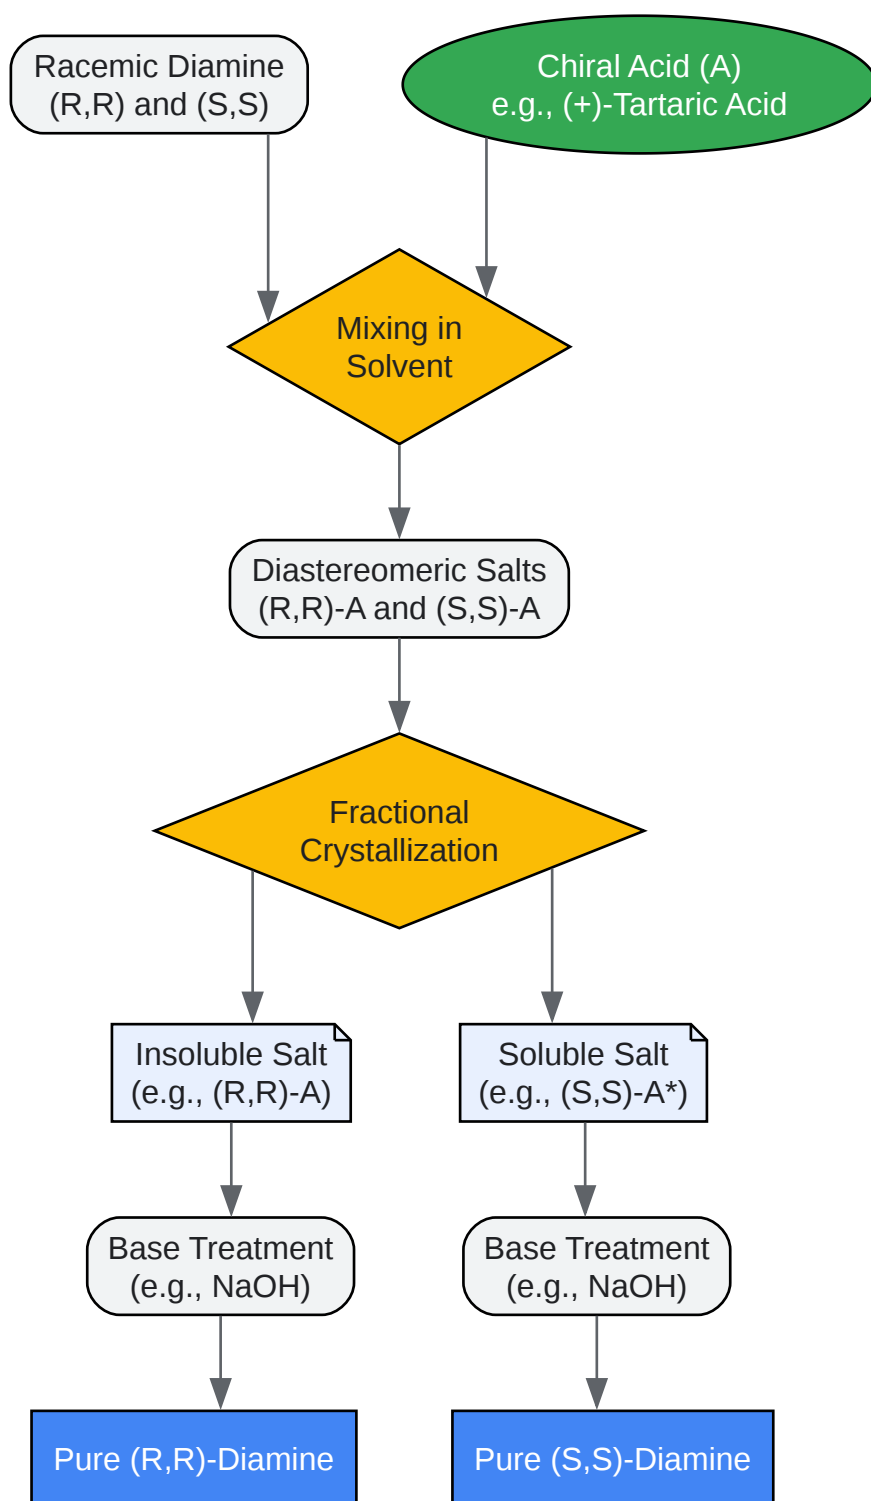 Racemic Diamine
(R,R) and (S,S)
Chiral Acid (A)
e.g., (+)-Tartaric Acid
Mixing in
Solvent
Diastereomeric Salts
(R,R)-A and (S,S)-A
Fractional
Crystallization
Insoluble Salt
(e.g., (R,R)-A)
Soluble Salt
(e.g., (S,S)-A*)
Base Treatment
(e.g., NaOH)
Base Treatment
(e.g., NaOH)
Pure (R,R)-Diamine
Pure (S,S)-Diamine